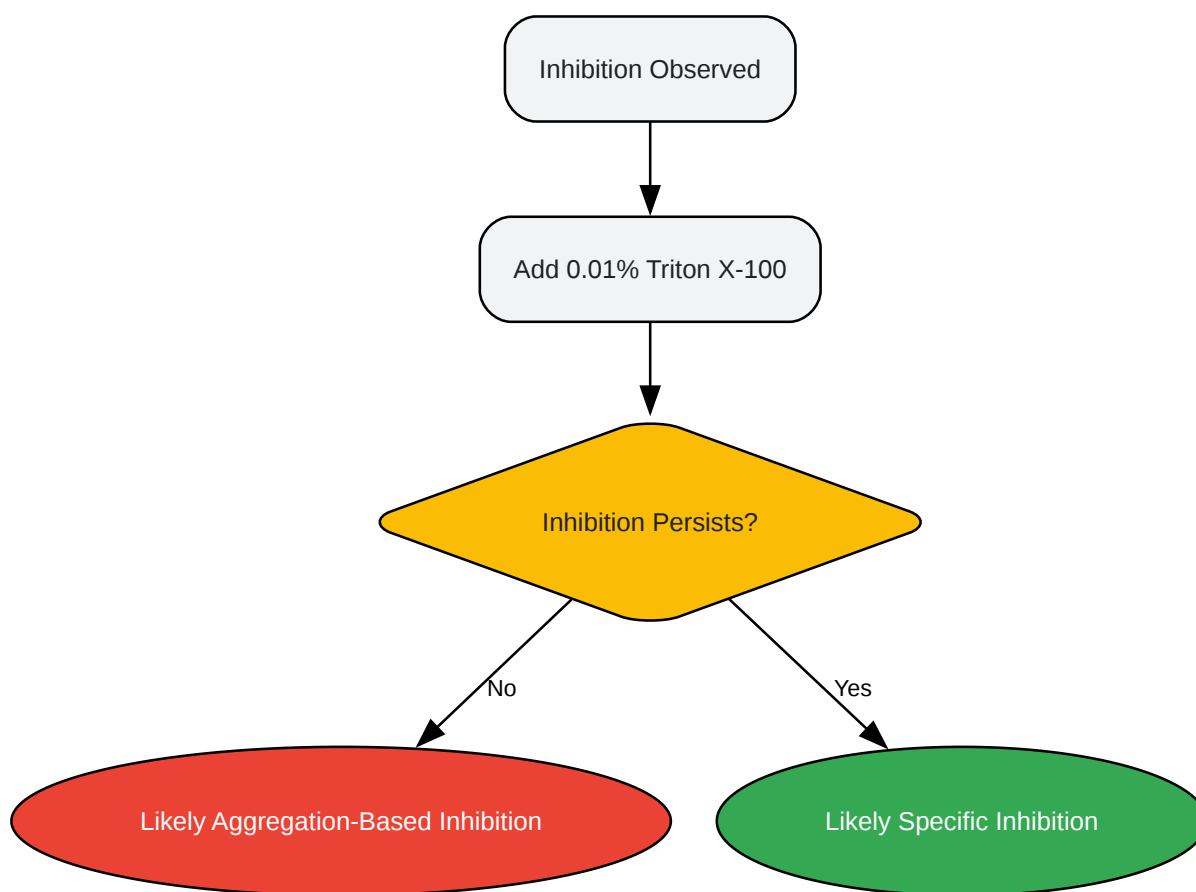 Inhibition Observed
Add 0.01% Triton X-100
Inhibition Persists?
No
Yes
Likely Aggregation-Based Inhibition
Likely Specific Inhibition